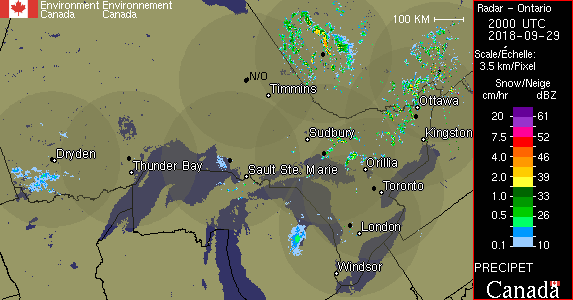 Environment Environnement
Canada Canada
100 KM
N/O
Timmins
Ottawa
Sudbury
Kingston
Dryden
Thunder Bay
Sault Ste. Marie
Orillia
Toronto
London
Windsor
Radar – Ontario
2000 UTC
2018-09-29
Scale/Échelle:
3.5 km/Pixel
Snow/Neige
cm/hr dBZ
20 61
7.5 52
4.0 46
2.0 39
1.0 33
0.5 26
0.1 10
PRECIPET
Canada